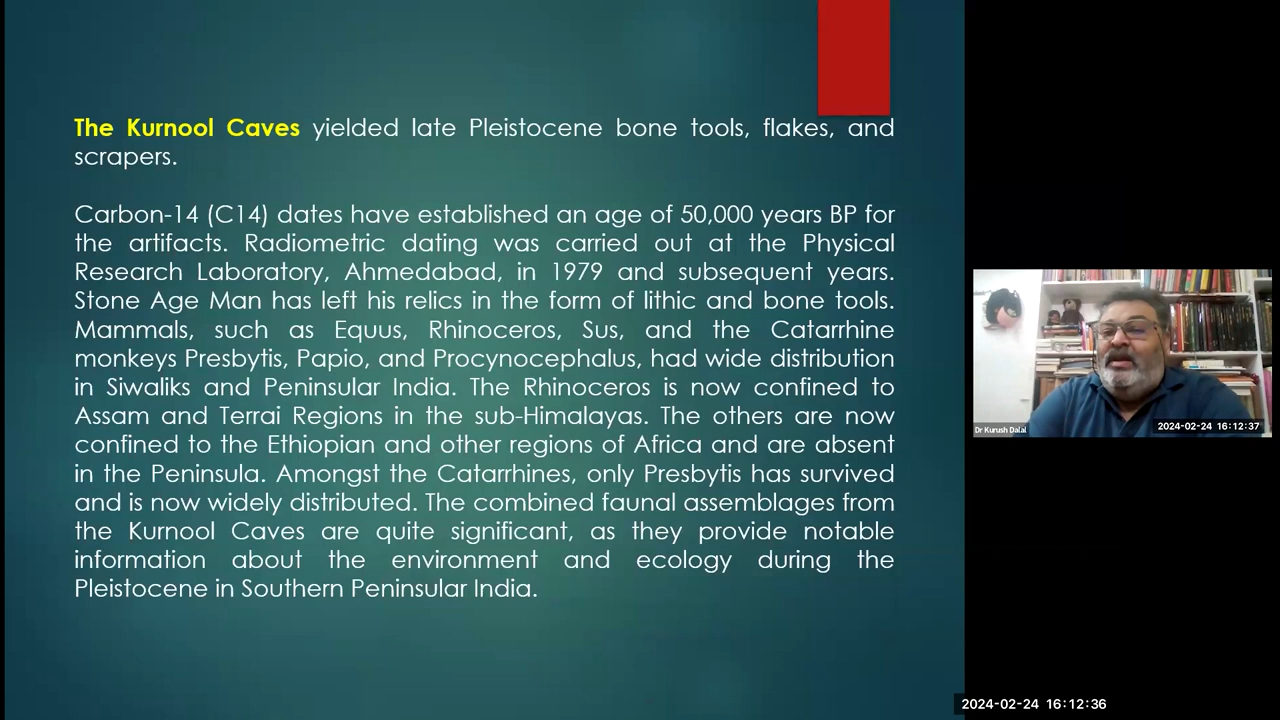 The Kurnool Caves yielded late Pleistocene bone tools, flakes, and
scrapers.
Carbon-14 (C14) dates have established an age of 50,000 years BP for
the artifacts. Radiometric dating was carried out at the Physical
Research Laboratory, Ahmedabad, in 1979 and subsequent years.
Stone Age Man has left his relics in the form of lithic and bone tools.
Mammals, such as Equus, Rhinoceros, Sus, and the Catarrhine
monkeys Presbytis, Papio, and Procynocephalus, had wide distribution
in Siwaliks and Peninsular India. The Rhinoceros is now confined to
Assam and Terrai Regions in the sub-Himalayas. The others are now
confined to the Ethiopian and other regions of Africa and are absent
in the Peninsula. Amongst the Catarrhines, only Presbytis has survived
and is now widely distributed. The combined faunal assemblages from
the Kurnool Caves are quite significant, as they provide notable
information about the environment and ecology during the
Pleistocene in Southern Peninsular India.
Dr Kurush Dalal
2024-02-24 16:12:37
2024-02-24 16:12:36